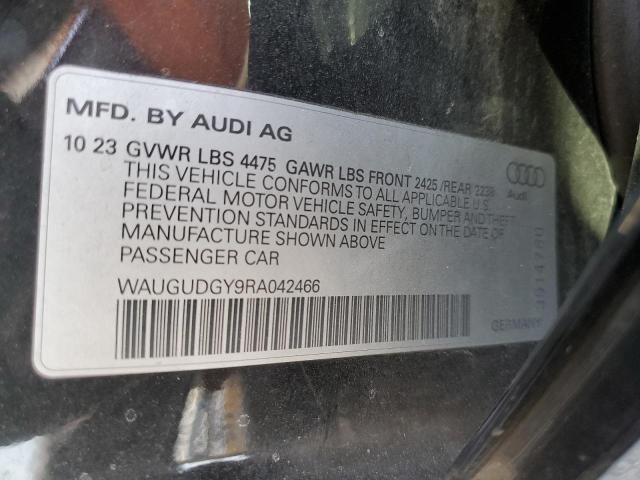 MFD. BY AUDI AG
10 23 GVWR LBS 4475 GAWR LBS FRONT 2425 /REAR 2238
THIS VEHICLE CONFORMS TO ALL APPLICABLE U.S.
FEDERAL MOTOR VEHICLE SAFETY, BUMPER AND THEFT
PREVENTION STANDARDS IN EFFECT ON THE DATE OF
MANUFACTURE SHOWN ABOVE
PASSENGER CAR
WAUGUDGY9RA042466
Audi
GERMANY
3914760